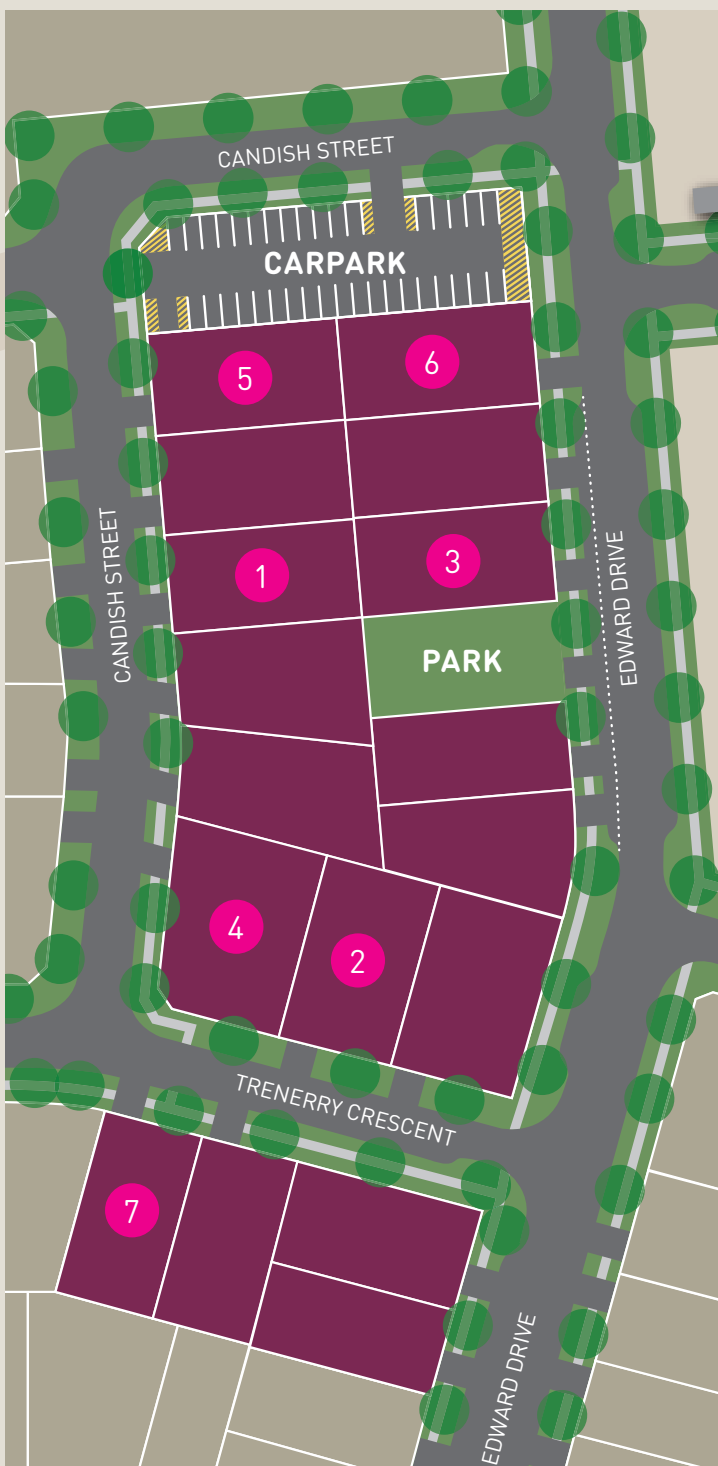 CANDISH STREET
CARPARK
5
6
CANDISH STREET
1
3
EDWARD DRIVE
PARK
4
2
TRENERRY CRESCENT
7
EDWARD DRIVE